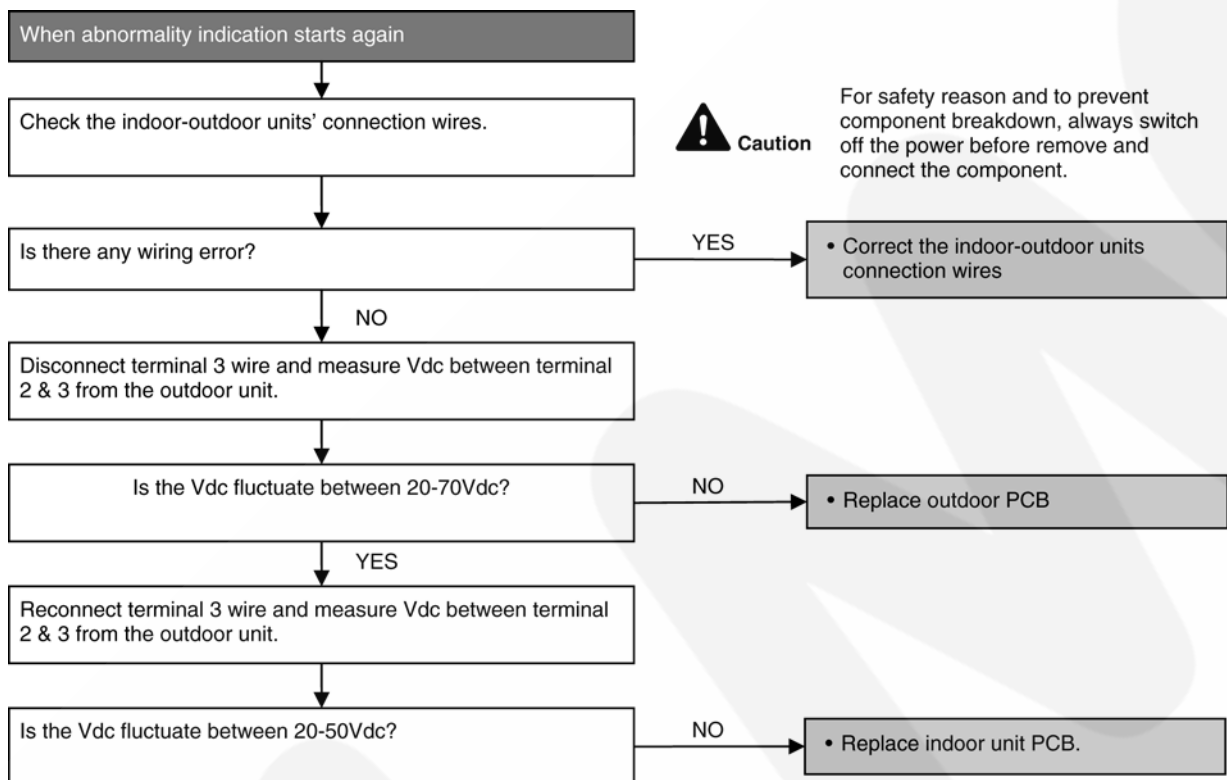 When abnormality indication starts again
Check the indoor-outdoor units' connection wires.
Caution
For safety reason and to prevent
component breakdown, always switch
off the power before remove and
connect the component.
Is there any wiring error?
YES
• Correct the indoor-outdoor units
connection wires
NO
Disconnect terminal 3 wire and measure Vdc between terminal
2 & 3 from the outdoor unit.
Is the Vdc fluctuate between 20-70Vdc?
NO
• Replace outdoor PCB
YES
Reconnect terminal 3 wire and measure Vdc between terminal
2 & 3 from the outdoor unit.
Is the Vdc fluctuate between 20-50Vdc?
NO
• Replace indoor unit PCB.